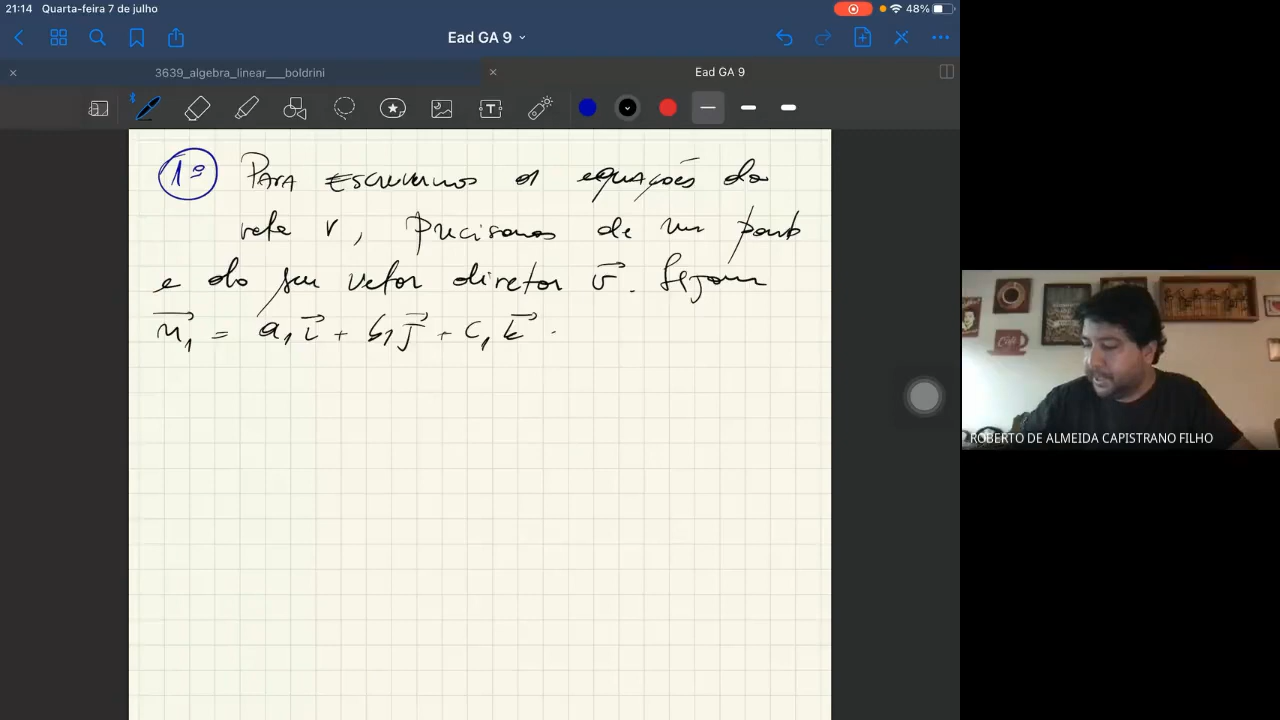 21:14 Quarta-feira 7 de julho
48%
Ead GA 9
3639_algebra_linear___boldrini
Ead GA 9
T
1º Para escrevermos as equações da
reta r, precisamos de um ponto
e do seu vetor diretor v⃗. Sejam
n⃗₁ = a₁i⃗ + b₁j⃗ + c₁k⃗
ROBERTO DE ALMEIDA CAPISTRANO FILHO